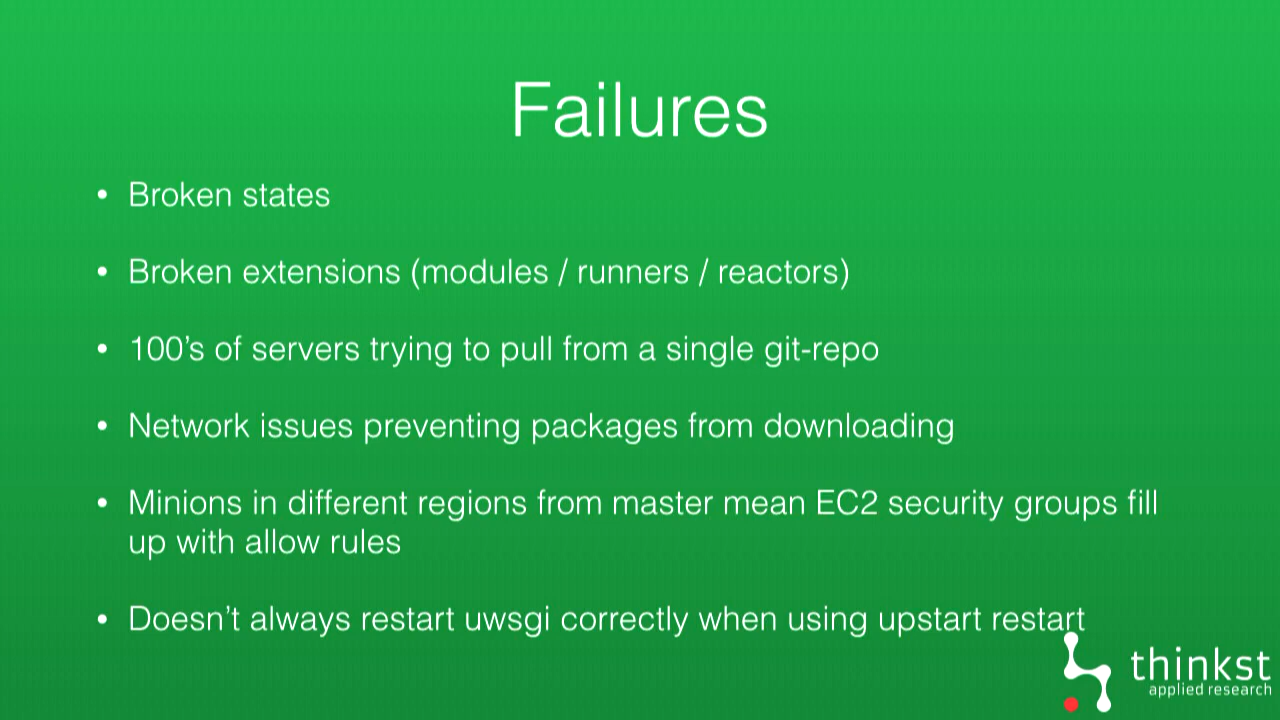 Failures
• Broken states
• Broken extensions (modules / runners / reactors)
• 100’s of servers trying to pull from a single git-repo
• Network issues preventing packages from downloading
• Minions in different regions from master mean EC2 security groups fill
up with allow rules
• Doesn’t always restart uwsgi correctly when using upstart restart
thinkst
applied research